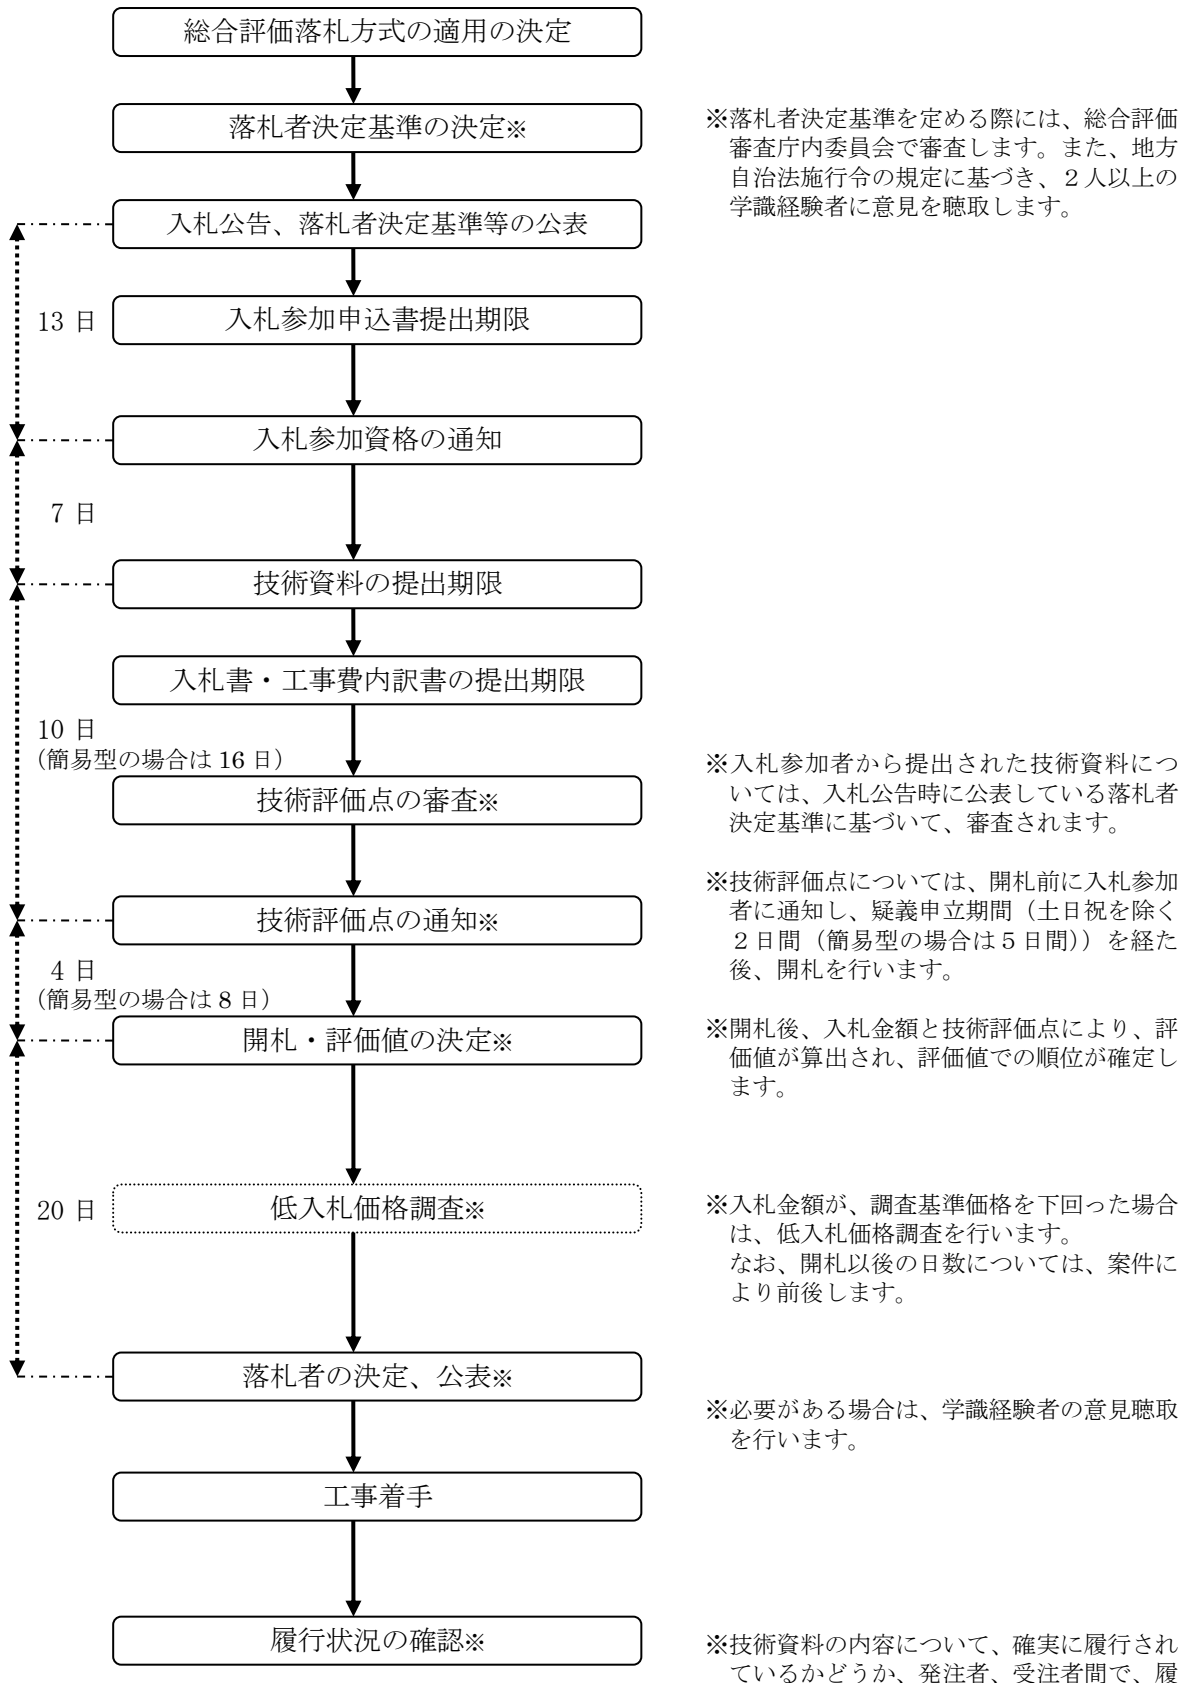 総合評価落札方式の適用の決定
落札者決定基準の決定※
※落札者決定基準を定める際には、総合評価
審査庁内委員会で審査します。また、地方
自治法施行令の規定に基づき、２人以上の
学識経験者に意見を聴取します。
入札公告、落札者決定基準等の公表
13 日
入札参加申込書提出期限
入札参加資格の通知
7 日
技術資料の提出期限
入札書・工事費内訳書の提出期限
10 日
（簡易型の場合は 16 日）
技術評価点の審査※
※入札参加者から提出された技術資料につ
いては、入札公告時に公表している落札者
決定基準に基づいて、審査されます。
技術評価点の通知※
※技術評価点については、開札前に入札参加
者に通知し、疑義申立期間（土日祝を除く
２日間（簡易型の場合は５日間））を経た
後、開札を行います。
4 日
（簡易型の場合は 8 日）
開札・評価値の決定※
※開札後、入札金額と技術評価点により、評
価値が算出され、評価値での順位が確定し
ます。
20 日
低入札価格調査※
※入札金額が、調査基準価格を下回った場合
は、低入札価格調査を行います。
なお、開札以後の日数については、案件に
より前後します。
落札者の決定、公表※
※必要がある場合は、学識経験者の意見聴取
を行います。
工事着手
履行状況の確認※
※技術資料の内容について、確実に履行され
ているかどうか、発注者、受注者間で、履